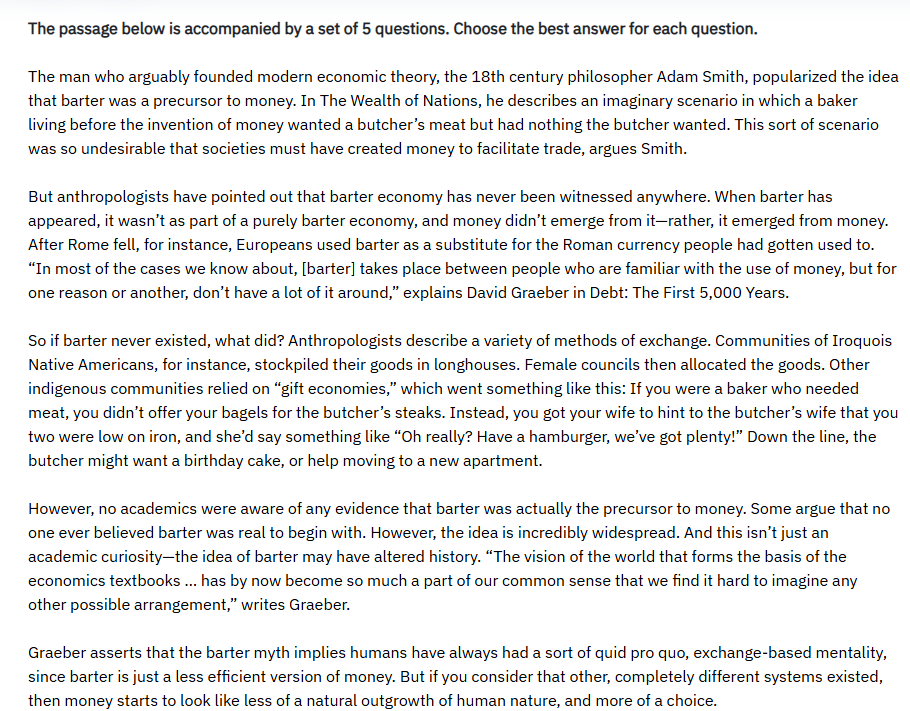 The passage below is accompanied by a set of 5 questions. Choose the best answer for each question.
The man who arguably founded modern economic theory, the 18th century philosopher Adam Smith, popularized the idea
that barter was a precursor to money. In The Wealth of Nations, he describes an imaginary scenario in which a baker
living before the invention of money wanted a butcher's meat but had nothing the butcher wanted. This sort of scenario
was so undesirable that societies must have created money to facilitate trade, argues Smith.
But anthropologists have pointed out that barter economy has never been witnessed anywhere. When barter has
appeared, it wasn't as part of a purely barter economy, and money didn't emerge from it—rather, it emerged from money.
After Rome fell, for instance, Europeans used barter as a substitute for the Roman currency people had gotten used to.
“In most of the cases we know about, [barter] takes place between people who are familiar with the use of money, but for
one reason or another, don't have a lot of it around,” explains David Graeber in Debt: The First 5,000 Years.
So if barter never existed, what did? Anthropologists describe a variety of methods of exchange. Communities of Iroquois
Native Americans, for instance, stockpiled their goods in longhouses. Female councils then allocated the goods. Other
indigenous communities relied on “gift economies,” which went something like this: If you were a baker who needed
meat, you didn't offer your bagels for the butcher's steaks. Instead, you got your wife to hint to the butcher's wife that you
two were low on iron, and she'd say something like “Oh really? Have a hamburger, we've got plenty!” Down the line, the
butcher might want a birthday cake, or help moving to a new apartment.
However, no academics were aware of any evidence that barter was actually the precursor to money. Some argue that no
one ever believed barter was real to begin with. However, the idea is incredibly widespread. And this isn't just an
academic curiosity—the idea of barter may have altered history. “The vision of the world that forms the basis of the
economics textbooks ... has by now become so much a part of our common sense that we find it hard to imagine any
other possible arrangement,” writes Graeber.
Graeber asserts that the barter myth implies humans have always had a sort of quid pro quo, exchange-based mentality,
since barter is just a less efficient version of money. But if you consider that other, completely different systems existed,
then money starts to look like less of a natural outgrowth of human nature, and more of a choice.